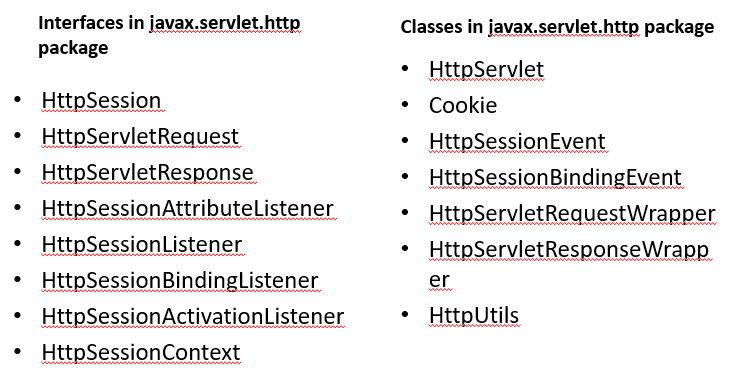 Interfaces in javax.servlet.http
package
• HttpSession
• HttpServletRequest
• HttpServletResponse
• HttpSessionAttributeListener
• HttpSessionListener
• HttpSessionBindingListener
• HttpSessionActivationListener
• HttpSessionContext
Classes in javax.servlet.http package
• HttpServlet
• Cookie
• HttpSessionEvent
• HttpSessionBindingEvent
• HttpServletRequestWrapper
• HttpServletResponseWrapp
er
• HttpUtils